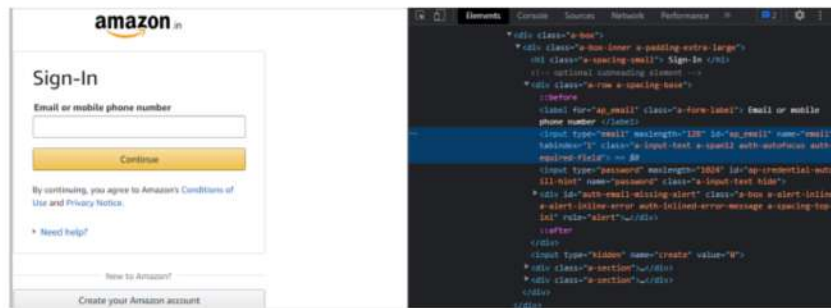 amazon.in
Sign-In
Email or mobile phone number
Continue
By continuing, you agree to Amazon's Conditions of
Use and Privacy Notice.
Need help?
New to Amazon?
Create your Amazon account
Elements Console Sources Network Performance » 2
▼<div class="a-box">
▼<div class="a-box-inner a-padding-extra-large">
<h1 class="a-spacing-small"> Sign-In </h1>
<!-- optional subheading element -->
▼<div class="a-row a-spacing-base">
::before
<label for="ap_email" class="a-form-label"> Email or mobile
phone number </label>
<input type="email" maxlength="128" id="ap_email" name="email
tabindex="1" class="a-input-text a-span12 auth-autofocus auth-
equired-field"> == $0
<input type="password" maxlength="1024" id="ap-credential-aut
ill-hint" name="password" class="a-input-text hide">
▶<div id="auth-email-missing-alert" class="a-box a-alert-inline
a-alert-inline-error auth-inlined-error-message a-spacing-top-
ini" role="alert">…</div>
::after
</div>
<input type="hidden" name="create" value="0">
▶<div class="a-section">…</div>
▶<div class="a-section">…</div>
</div>
</div>